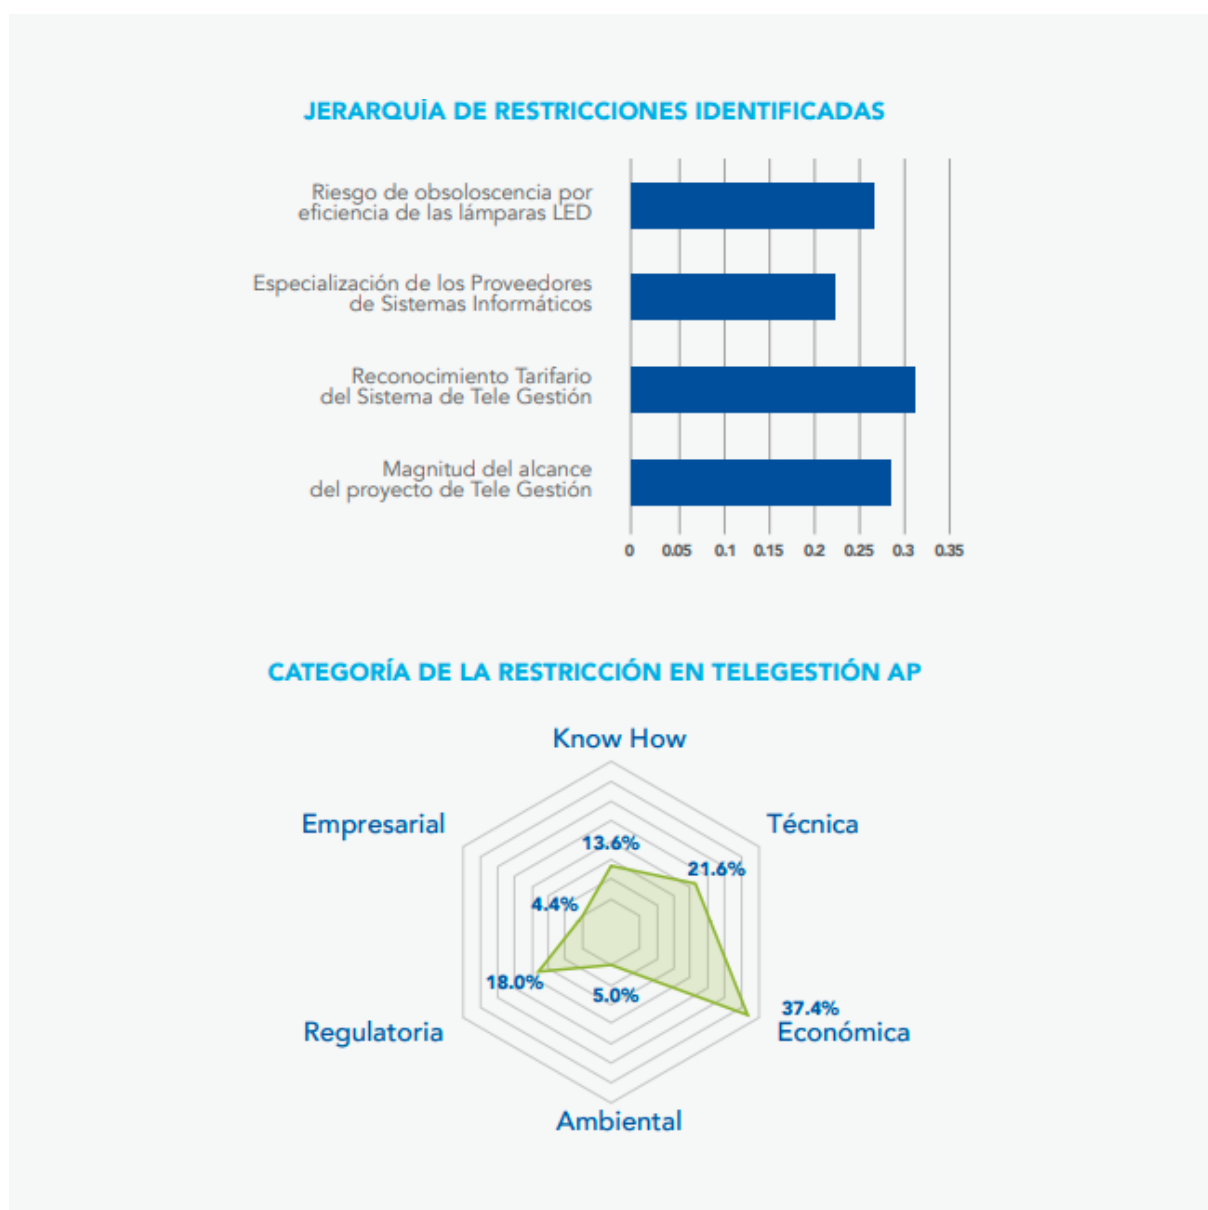 JERARQUÍA DE RESTRICCIONES IDENTIFICADAS
Riesgo de obsoloscencia por
eficiencia de las lámparas LED
Especialización de los Proveedores
de Sistemas Informáticos
Reconocimiento Tarifario
del Sistema de Tele Gestión
Magnitud del alcance
del proyecto de Tele Gestión
0 0.05 0.1 0.15 0.2 0.25 0.3 0.35
CATEGORÍA DE LA RESTRICCIÓN EN TELEGESTIÓN AP
Know How
Empresarial
Técnica
13.6%
21.6%
4.4%
18.0%
5.0%
37.4%
Regulatoria
Económica
Ambiental